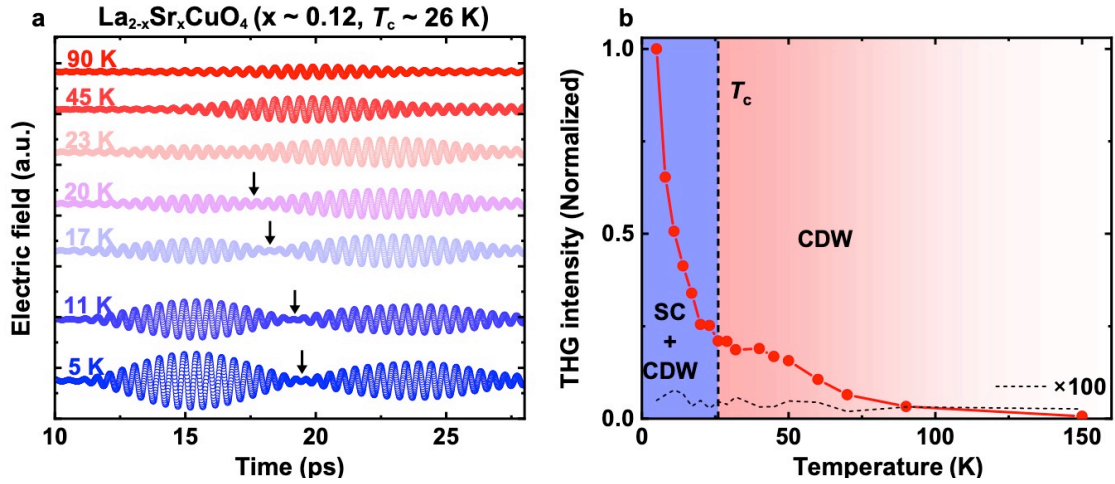 a
La2-xSrxCuO4 (x ~ 0.12, Tc ~ 26 K)
90 K
45 K
23 K
20 K
17 K
11 K
5 K
Electric field (a.u.)
10 15 20 25
Time (ps)
b
1.0
0.5
0.0
THG intensity (Normalized)
Tc
CDW
SC
+
CDW
×100
0 50 100 150
Temperature (K)